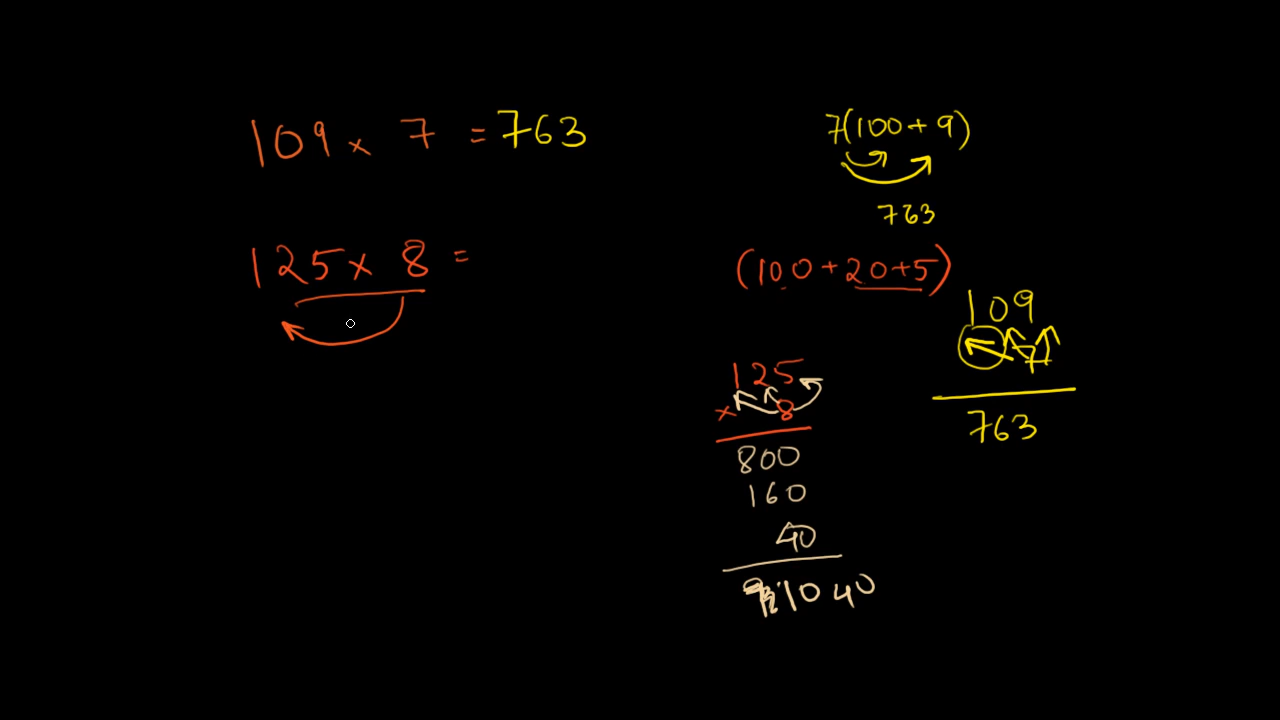 109 × 7 = 763
7(100 + 9)
763
125 × 8 =
(100 + 20 + 5)
109
7
763
125
× 8
800
160
40
1040